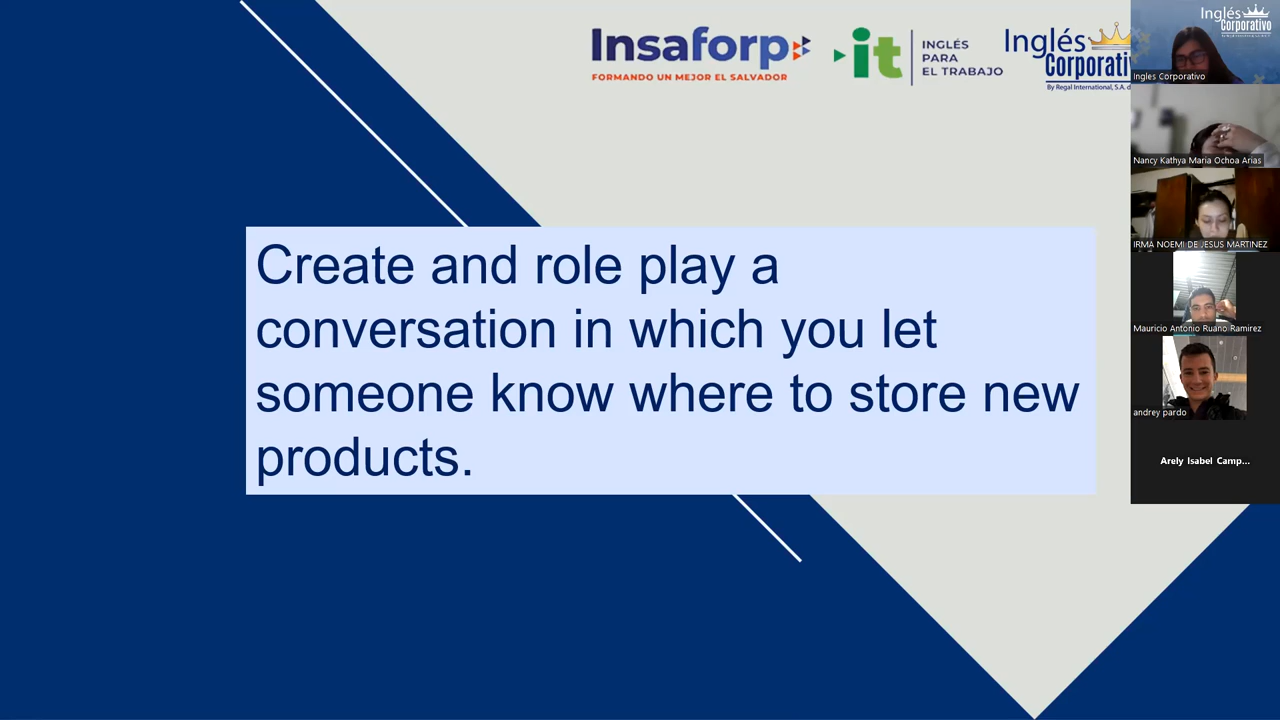 Insaforp
FORMANDO UN MEJOR EL SALVADOR
it
INGLÉS
PARA
EL TRABAJO
Inglés
Corporativ
By Regal International, S.A. d
Create and role play a
conversation in which you let
someone know where to store new
products.
Inglés
Corporativo
Ingles Corporativo
Nancy Kathya Maria Ochoa Arias
IRMA NOEMI DE JESUS MARTINEZ
Mauricio Antonio Ruano Ramirez
andrey pardo
Arely Isabel Camp...